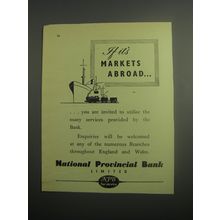 If it's
MARKETS
ABROAD...
... you are invited to utilise the
many services provided by the
Bank.
Enquiries will be welcomed
at any of the numerous Branches
throughout England and Wales.
National Provincial Bank
LIMITED
NPB